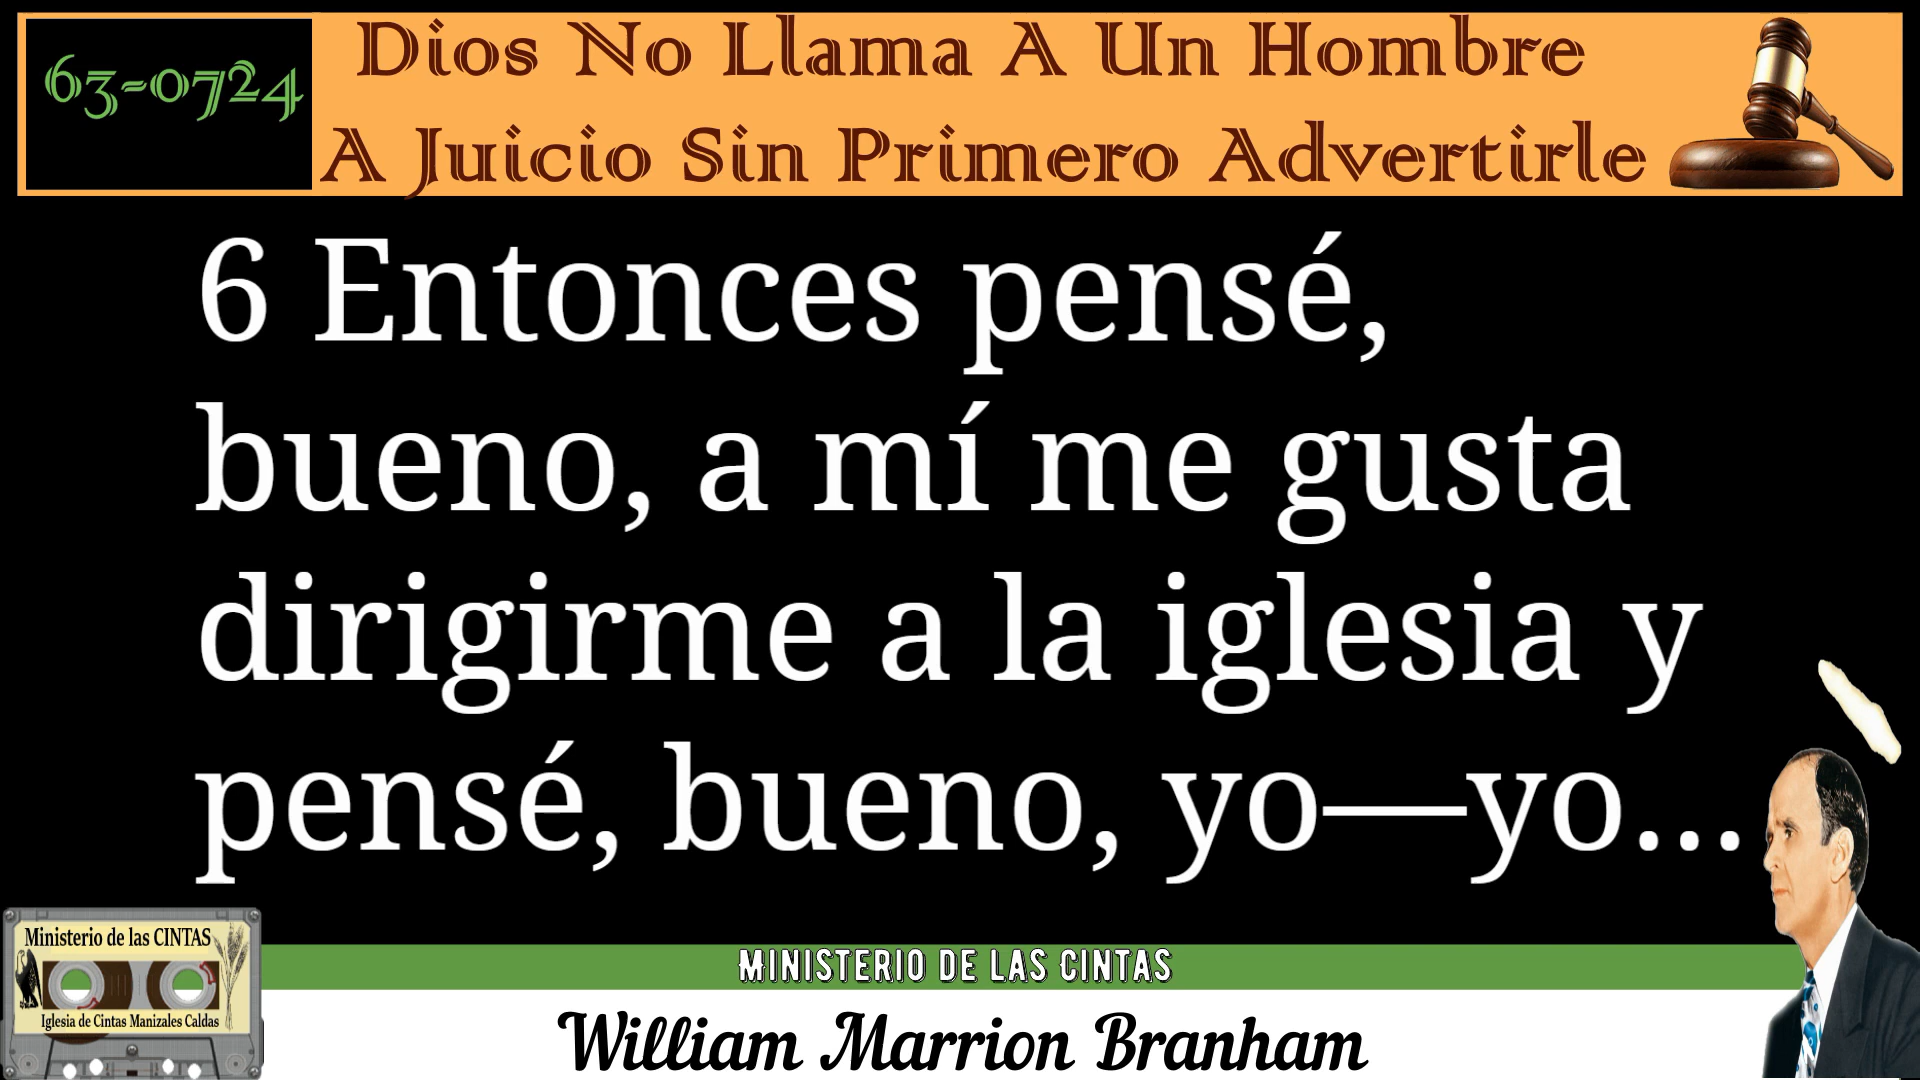 63-0724
Dios No Llama A Un Hombre
A Juicio Sin Primero Advertirle
6 Entonces pensé,
bueno, a mí me gusta
dirigirme a la iglesia y
pensé, bueno, yo—yo...
Ministerio de las CINTAS
Iglesia de Cintas Manizales Caldas
MINISTERIO DE LAS CINTAS
William Marrion Branham